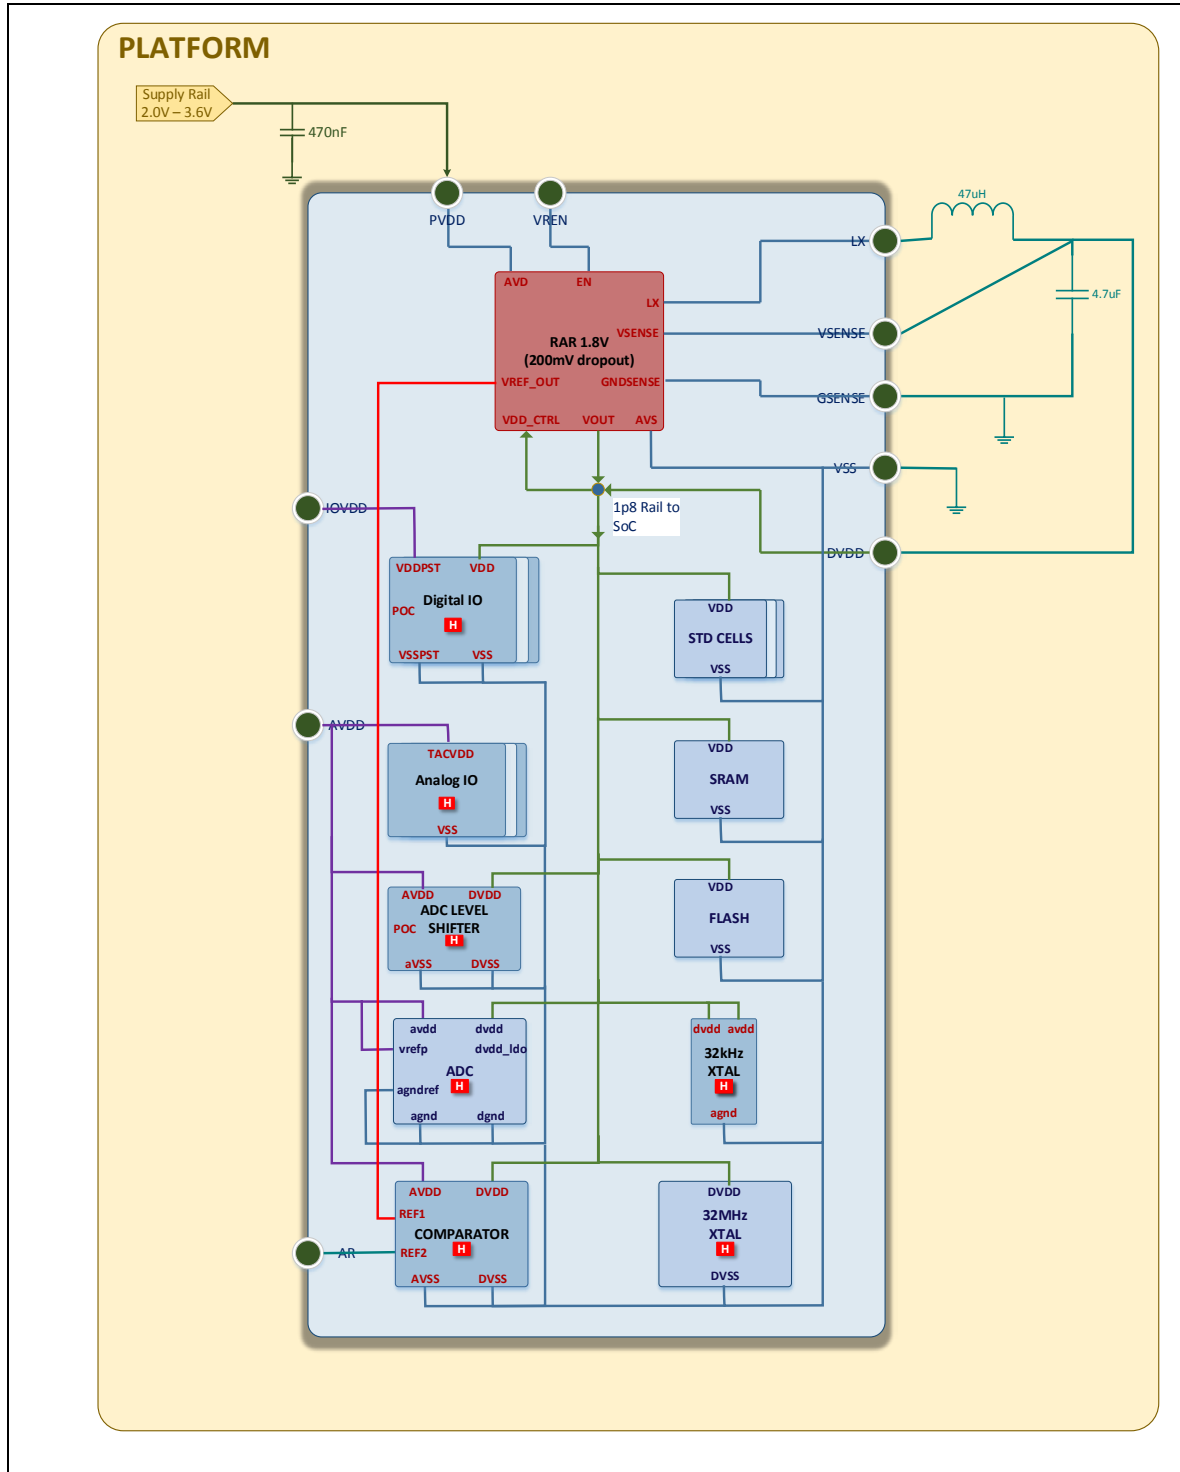 PLATFORM
Supply Rail
2.0V – 3.6V
470nF
PVDD
VREN
47uH
LX
4.7uF
VSENSE
GSENSE
VSS
DVDD
AVD
EN
LX
VSENSE
RAR 1.8V
(200mV dropout)
VREF_OUT
GNDSENSE
VDD_CTRL
VOUT
AVS
1p8 Rail to
SoC
IOVDD
VDDPST
VDD
Digital IO
POC
H
VSSPST
VSS
VDD
STD CELLS
VSS
AVDD
TACVDD
Analog IO
H
VSS
VDD
SRAM
VSS
AVDD
DVDD
ADC LEVEL
POC
SHIFTER
H
aVSS
DVSS
VDD
FLASH
VSS
avdd
dvdd
vrefp
dvdd_ldo
ADC
H
agndref
agnd
dgnd
dvdd
avdd
32kHz
XTAL
H
agnd
AVDD
DVDD
REF1
COMPARATOR
H
REF2
AVSS
DVSS
AR
DVDD
32MHz
XTAL
H
DVSS